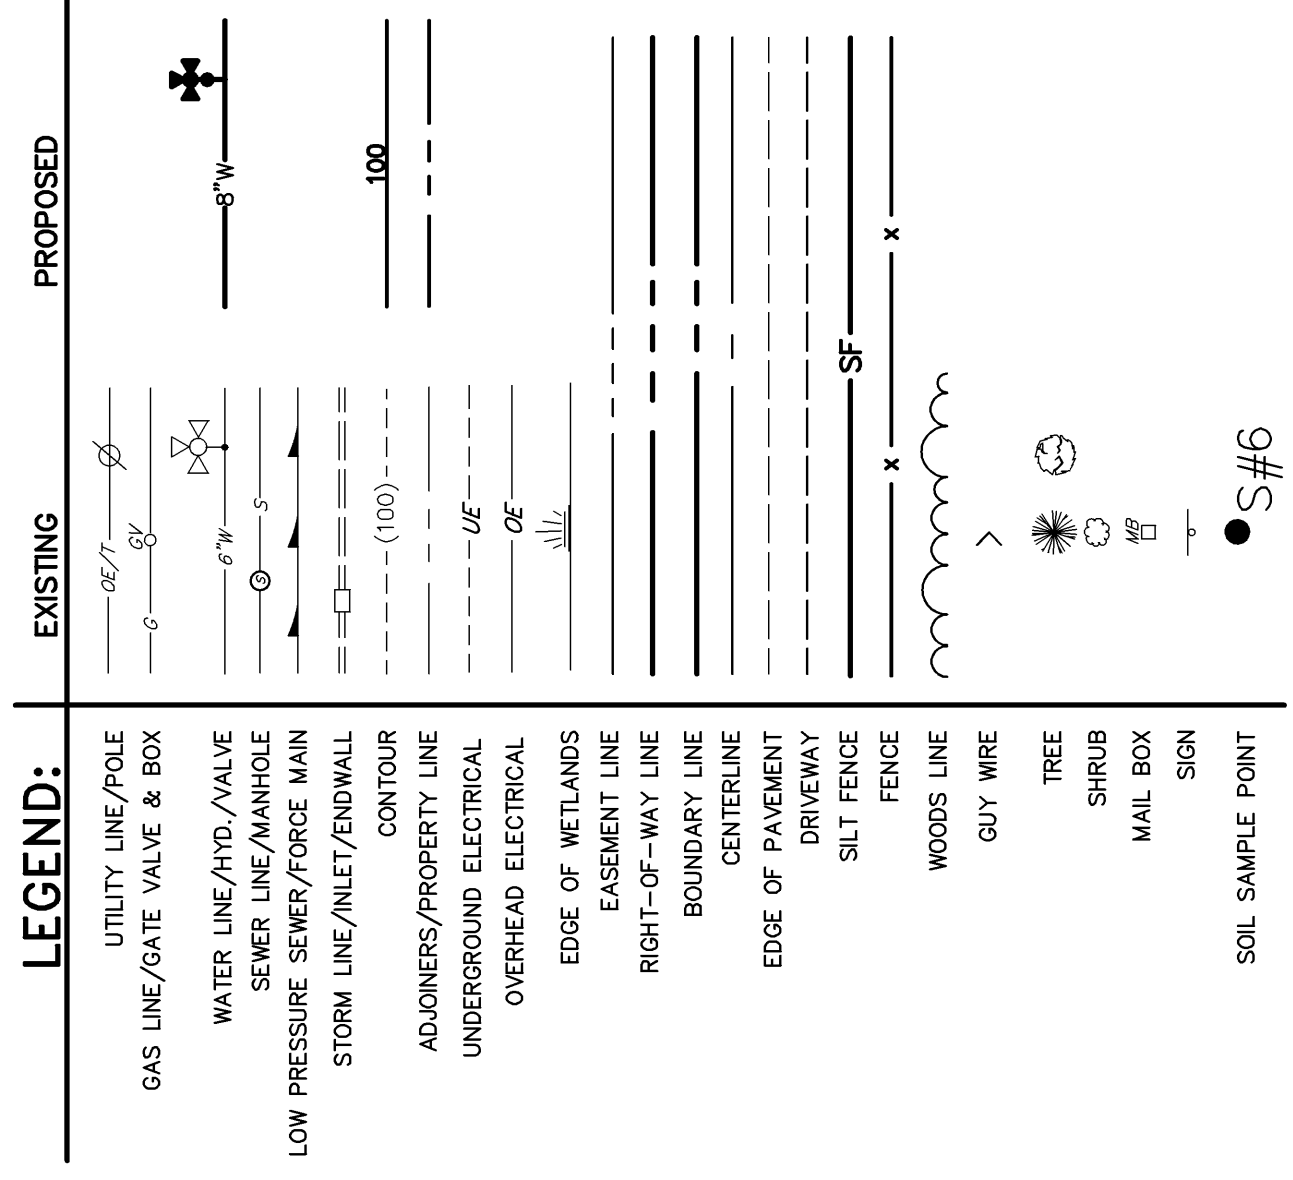 LEGEND: EXISTING PROPOSED
UTILITY LINE/POLE OE/T
GAS LINE/GATE VALVE & BOX G GV
WATER LINE/HYD./VALVE 6"W 8"W
SEWER LINE/MANHOLE S S
LOW PRESSURE SEWER/FORCE MAIN
STORM LINE/INLET/ENDWALL
CONTOUR (100) 100
ADJOINERS/PROPERTY LINE
UNDERGROUND ELECTRICAL UE
OVERHEAD ELECTRICAL OE
EDGE OF WETLANDS
EASEMENT LINE
RIGHT-OF-WAY LINE
BOUNDARY LINE
CENTERLINE
EDGE OF PAVEMENT
DRIVEWAY
SILT FENCE SF
FENCE x x
WOODS LINE
GUY WIRE
TREE
SHRUB
MAIL BOX MB
SIGN
SOIL SAMPLE POINT S#6